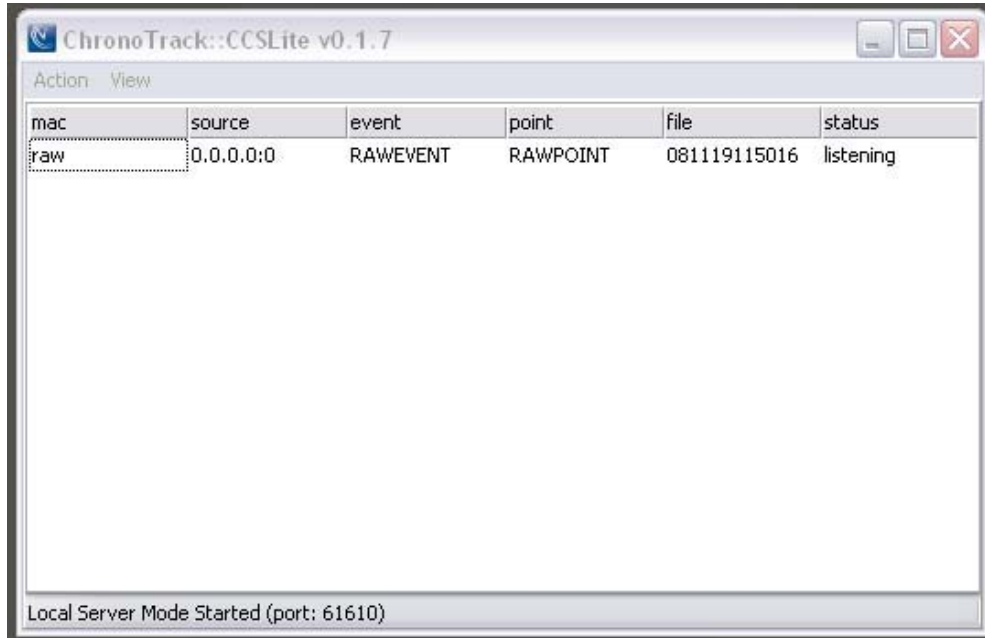 ChronoTrack::CCSLite v0.1.7
Action View
mac source event point file status
raw 0.0.0.0:0 RAWEVENT RAWPOINT 081119115016 listening
Local Server Mode Started (port: 61610)